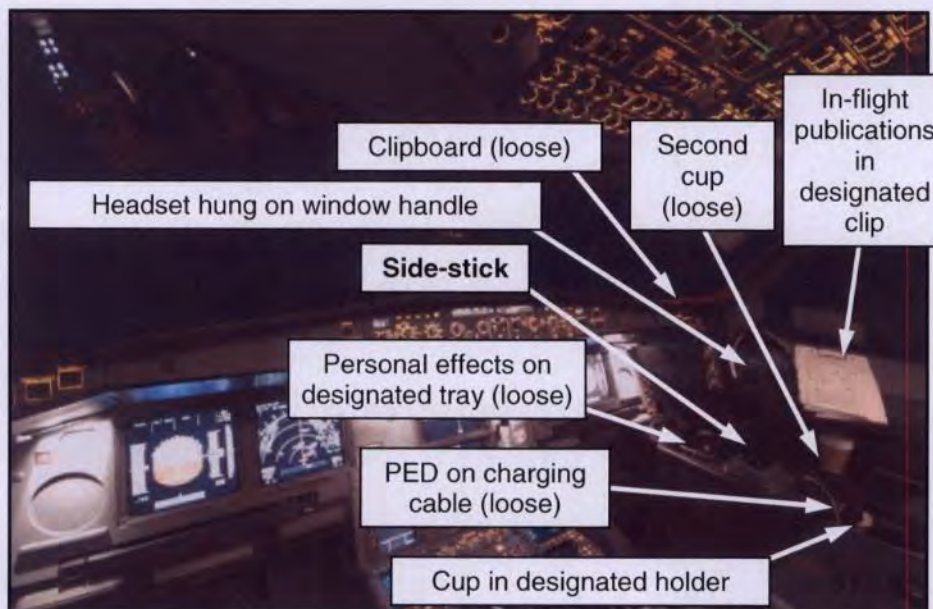 Clipboard (loose)
Second
cup
(loose)
In-flight
publications
in
designated
clip
Headset hung on window handle
Side-stick
Personal effects on
designated tray (loose)
PED on charging
cable (loose)
Cup in designated holder